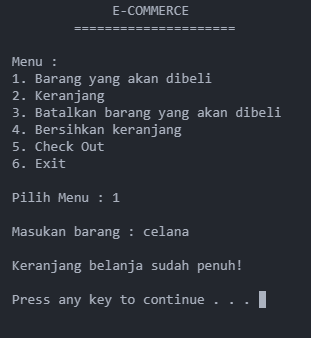 E-COMMERCE
=====================
Menu :
1. Barang yang akan dibeli
2. Keranjang
3. Batalkan barang yang akan dibeli
4. Bersihkan keranjang
5. Check Out
6. Exit
Pilih Menu : 1
Masukan barang : celana
Keranjang belanja sudah penuh!
Press any key to continue . . .